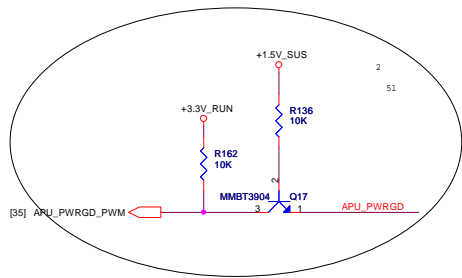 +1.5V_SUS
2
51
+3.3V_RUN
R136
10K
R162
10K
2
MMBT3904 Q17
[35] APU_PWRGD_PWM
3
1
APU_PWRGD